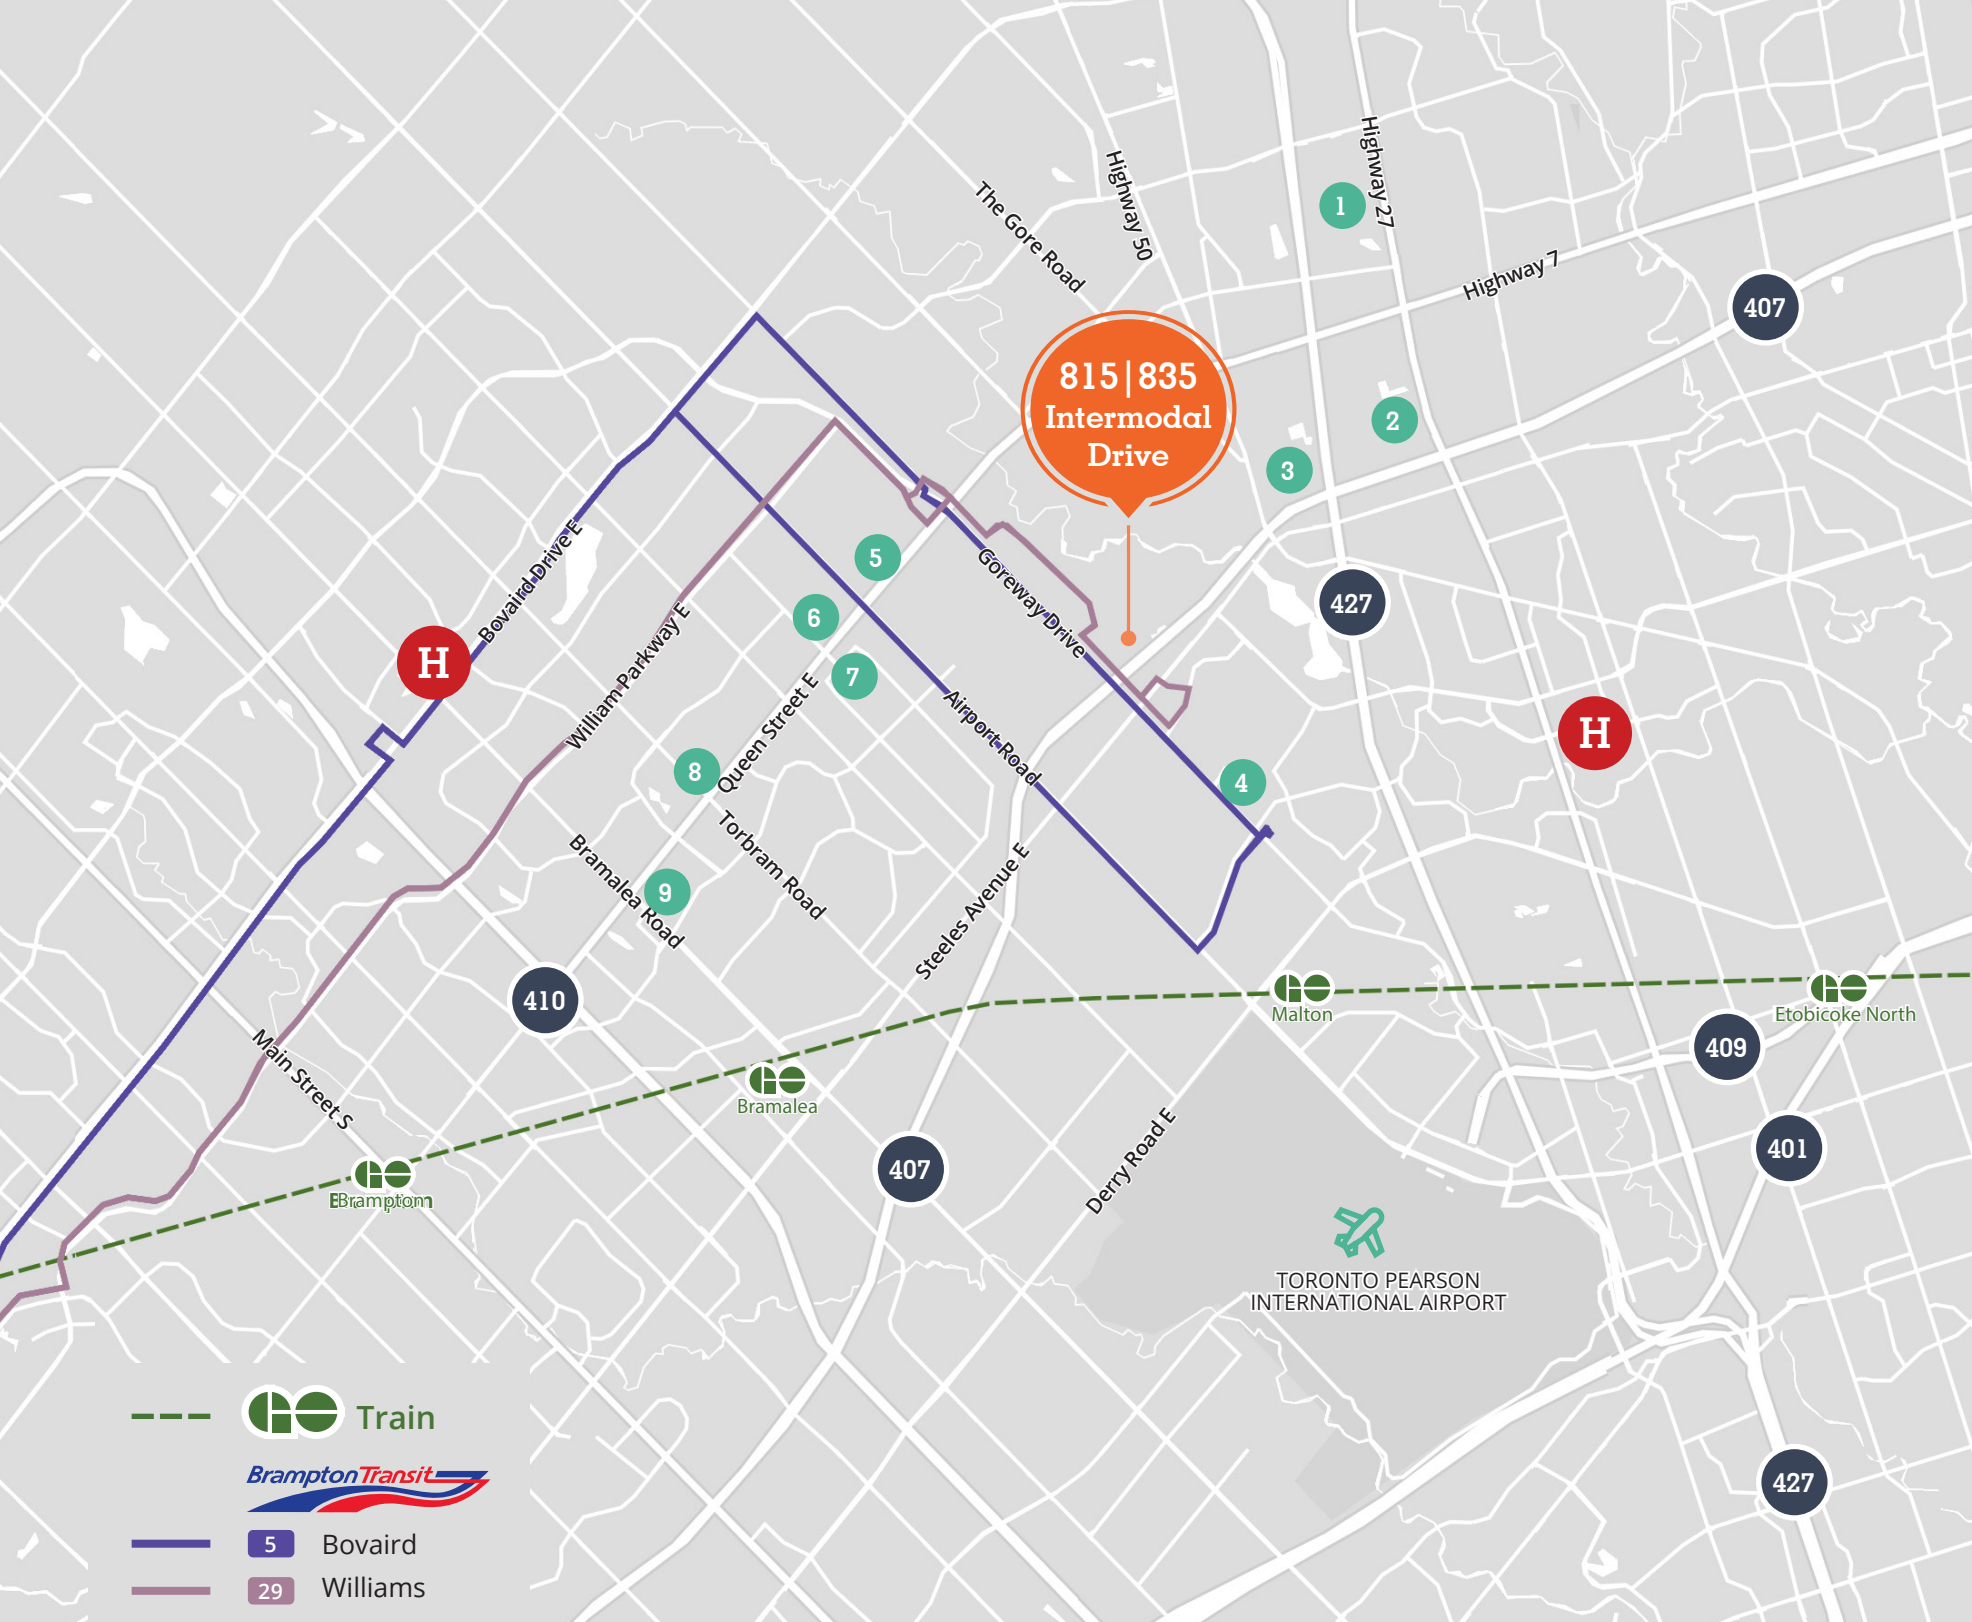 Highway 27
Highway 50
The Gore Road
1
Highway 7
407
815|835
Intermodal
Drive
2
3
Bovaird Drive E
5
Goreway Drive
6
427
William Parkway E
H
7
H
Queen Street E
Airport Road
8
4
Torbram Road
Bramalea Road
9
Steeles Avenue E
410
Malton
Etobicoke North
409
Main Street S
Bramalea
401
407
Derry Road E
Brampton
TORONTO PEARSON
INTERNATIONAL AIRPORT
GO Train
427
Brampton Transit
5 Bovaird
29 Williams